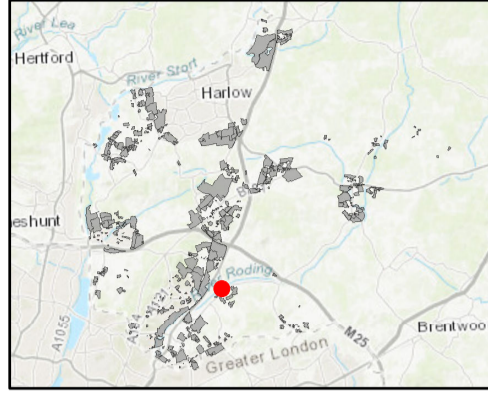 River Lea
Hertford
River Stort
Harlow
eshunt
Roding
M25
Brentwoo
A1055
Greater London